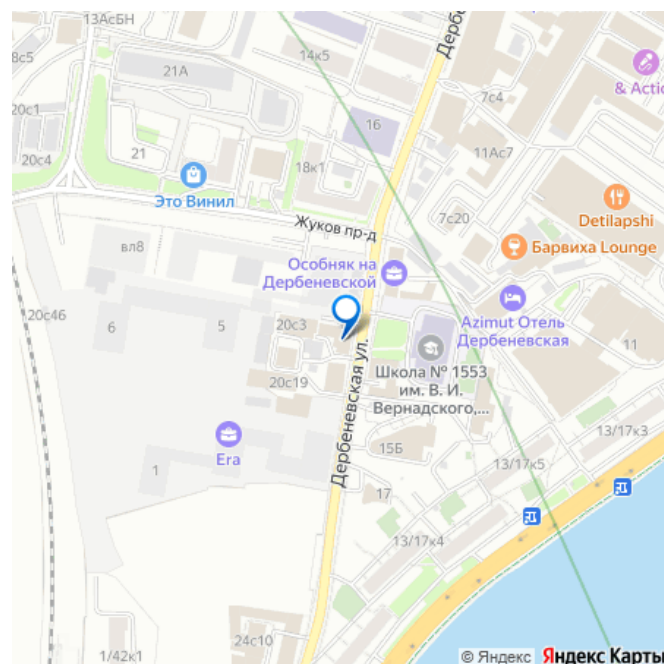 13АсБН
14к5
Дербе
8с5
21А
7с4
& Actio
20с1
16
11Ас7
20с4
21
18к1
Это Винил
7с20
Detilapshi
Жуков пр-д
Барвиха Lounge
вл8
Особняк на
Дербеневской
20с46
6
5
20с3
Azimut Отель
Дербеневская
11
20с19
Школа № 1553
им. В. И.
Вернадского,...
Дербеневская ул.
13/17к3
15Б
Era
1
13/17к5
17
13/17к4
24с10
1/42к1
© Яндекс Яндекс Карты